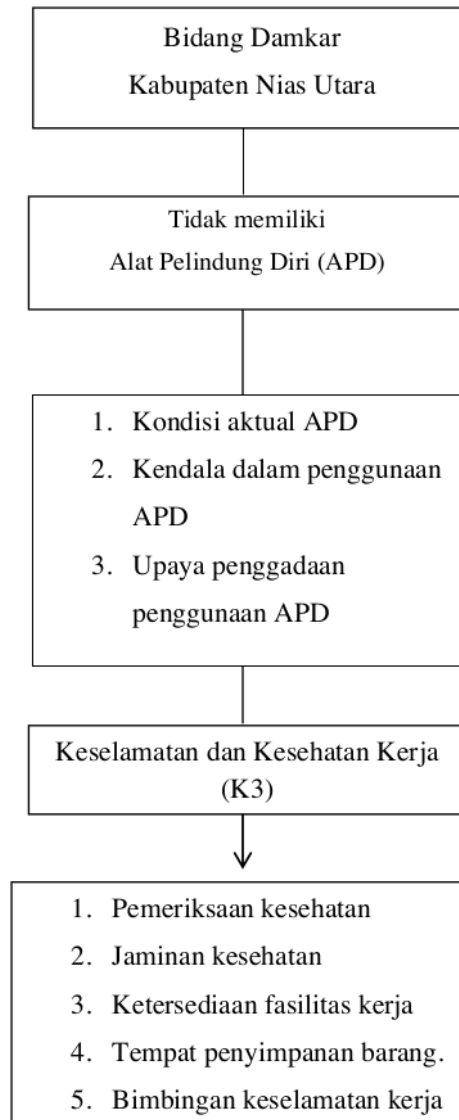 Bidang Damkar
Kabupaten Nias Utara
Tidak memiliki
Alat Pelindung Diri (APD)
1. Kondisi aktual APD
2. Kendala dalam penggunaan
APD
3. Upaya penggadaan
penggunaan APD
Keselamatan dan Kesehatan Kerja
(K3)
1. Pemeriksaan kesehatan
2. Jaminan kesehatan
3. Ketersediaan fasilitas kerja
4. Tempat penyimpanan barang.
5. Bimbingan keselamatan kerja